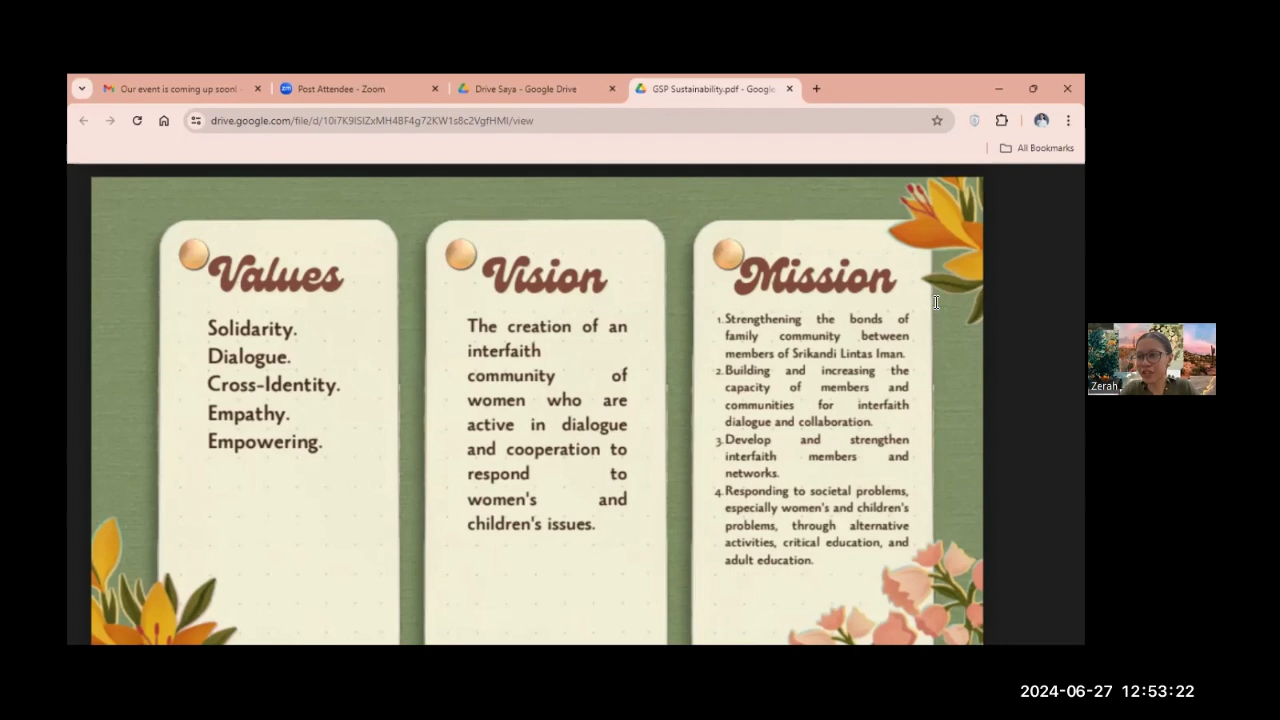 Our event is coming up soon! -
Post Attendee - Zoom
Drive Saya - Google Drive
GSP Sustainability.pdf - Google
drive.google.com/file/d/10i7K9lSlZxMH4BF4g72KW1s8c2VgfHMl/view
All Bookmarks
Values
Solidarity.
Dialogue.
Cross-Identity.
Empathy.
Empowering.
Vision
The creation of an
interfaith
community of
women who are
active in dialogue
and cooperation to
respond to
women's and
children's issues.
Mission
1. Strengthening the bonds of
family community between
members of Srikandi Lintas Iman.
2. Building and increasing the
capacity of members and
communities for interfaith
dialogue and collaboration.
3. Develop and strengthen
interfaith members and
networks.
4. Responding to societal problems,
especially women's and children's
problems, through alternative
activities, critical education, and
adult education.
Zerah
2024-06-27 12:53:22